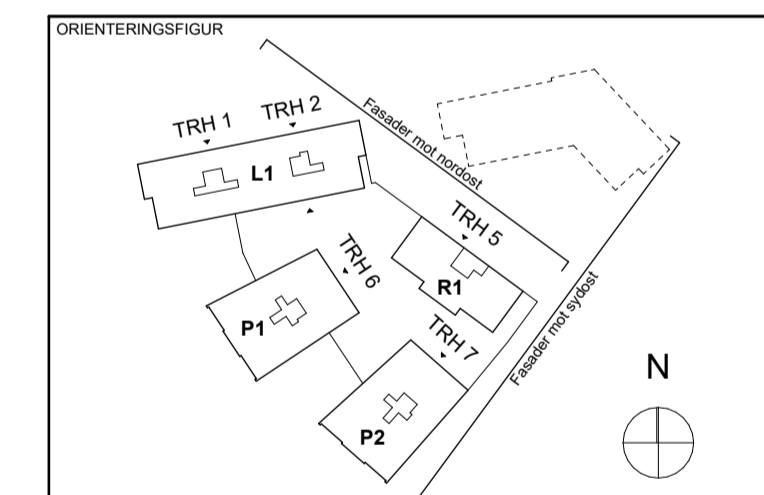 ORIENTERINGSFIGUR
TRH 1
TRH 2
Fasader mot nordost
L1
TRH 5
TRH 6
R1
P1
TRH 7
Fasader mot sydost
N
P2